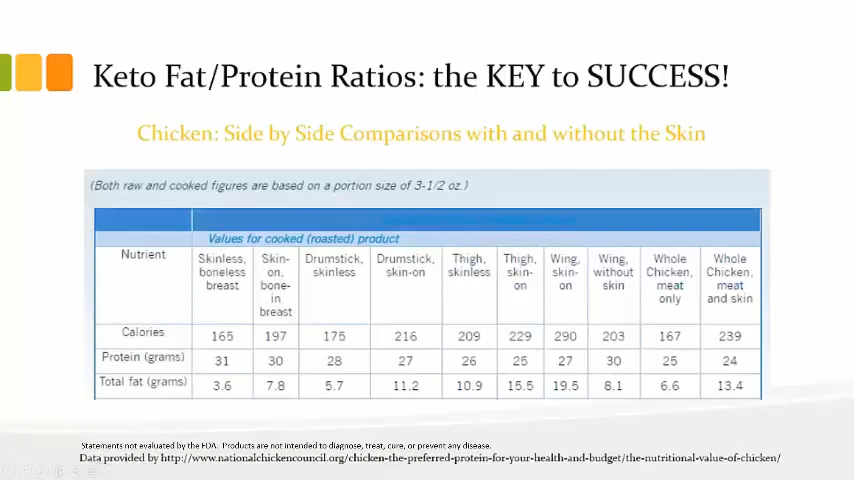 Keto Fat/Protein Ratios: the KEY to SUCCESS!
Chicken: Side by Side Comparisons with and without the Skin
(Both raw and cooked figures are based on a portion size of 3-1/2 oz.)
Values for cooked (roasted) product
Nutrient Skinless, boneless breast Skin-on, bone-in breast Drumstick, skinless Drumstick, skin-on Thigh, skinless Thigh, skin-on Wing, skin-on Wing, without skin Whole Chicken, meat only Whole Chicken, meat and skin
Calories 165 197 175 216 209 229 290 203 167 239
Protein (grams) 31 30 28 27 26 25 27 30 25 24
Total fat (grams) 3.6 7.8 5.7 11.2 10.9 15.5 19.5 8.1 6.6 13.4
Statements not evaluated by the FDA. Products are not intended to diagnose, treat, cure, or prevent any disease.
Data provided by http://www.nationalchickencouncil.org/chicken-the-preferred-protein-for-your-health-and-budget/the-nutritional-value-of-chicken/